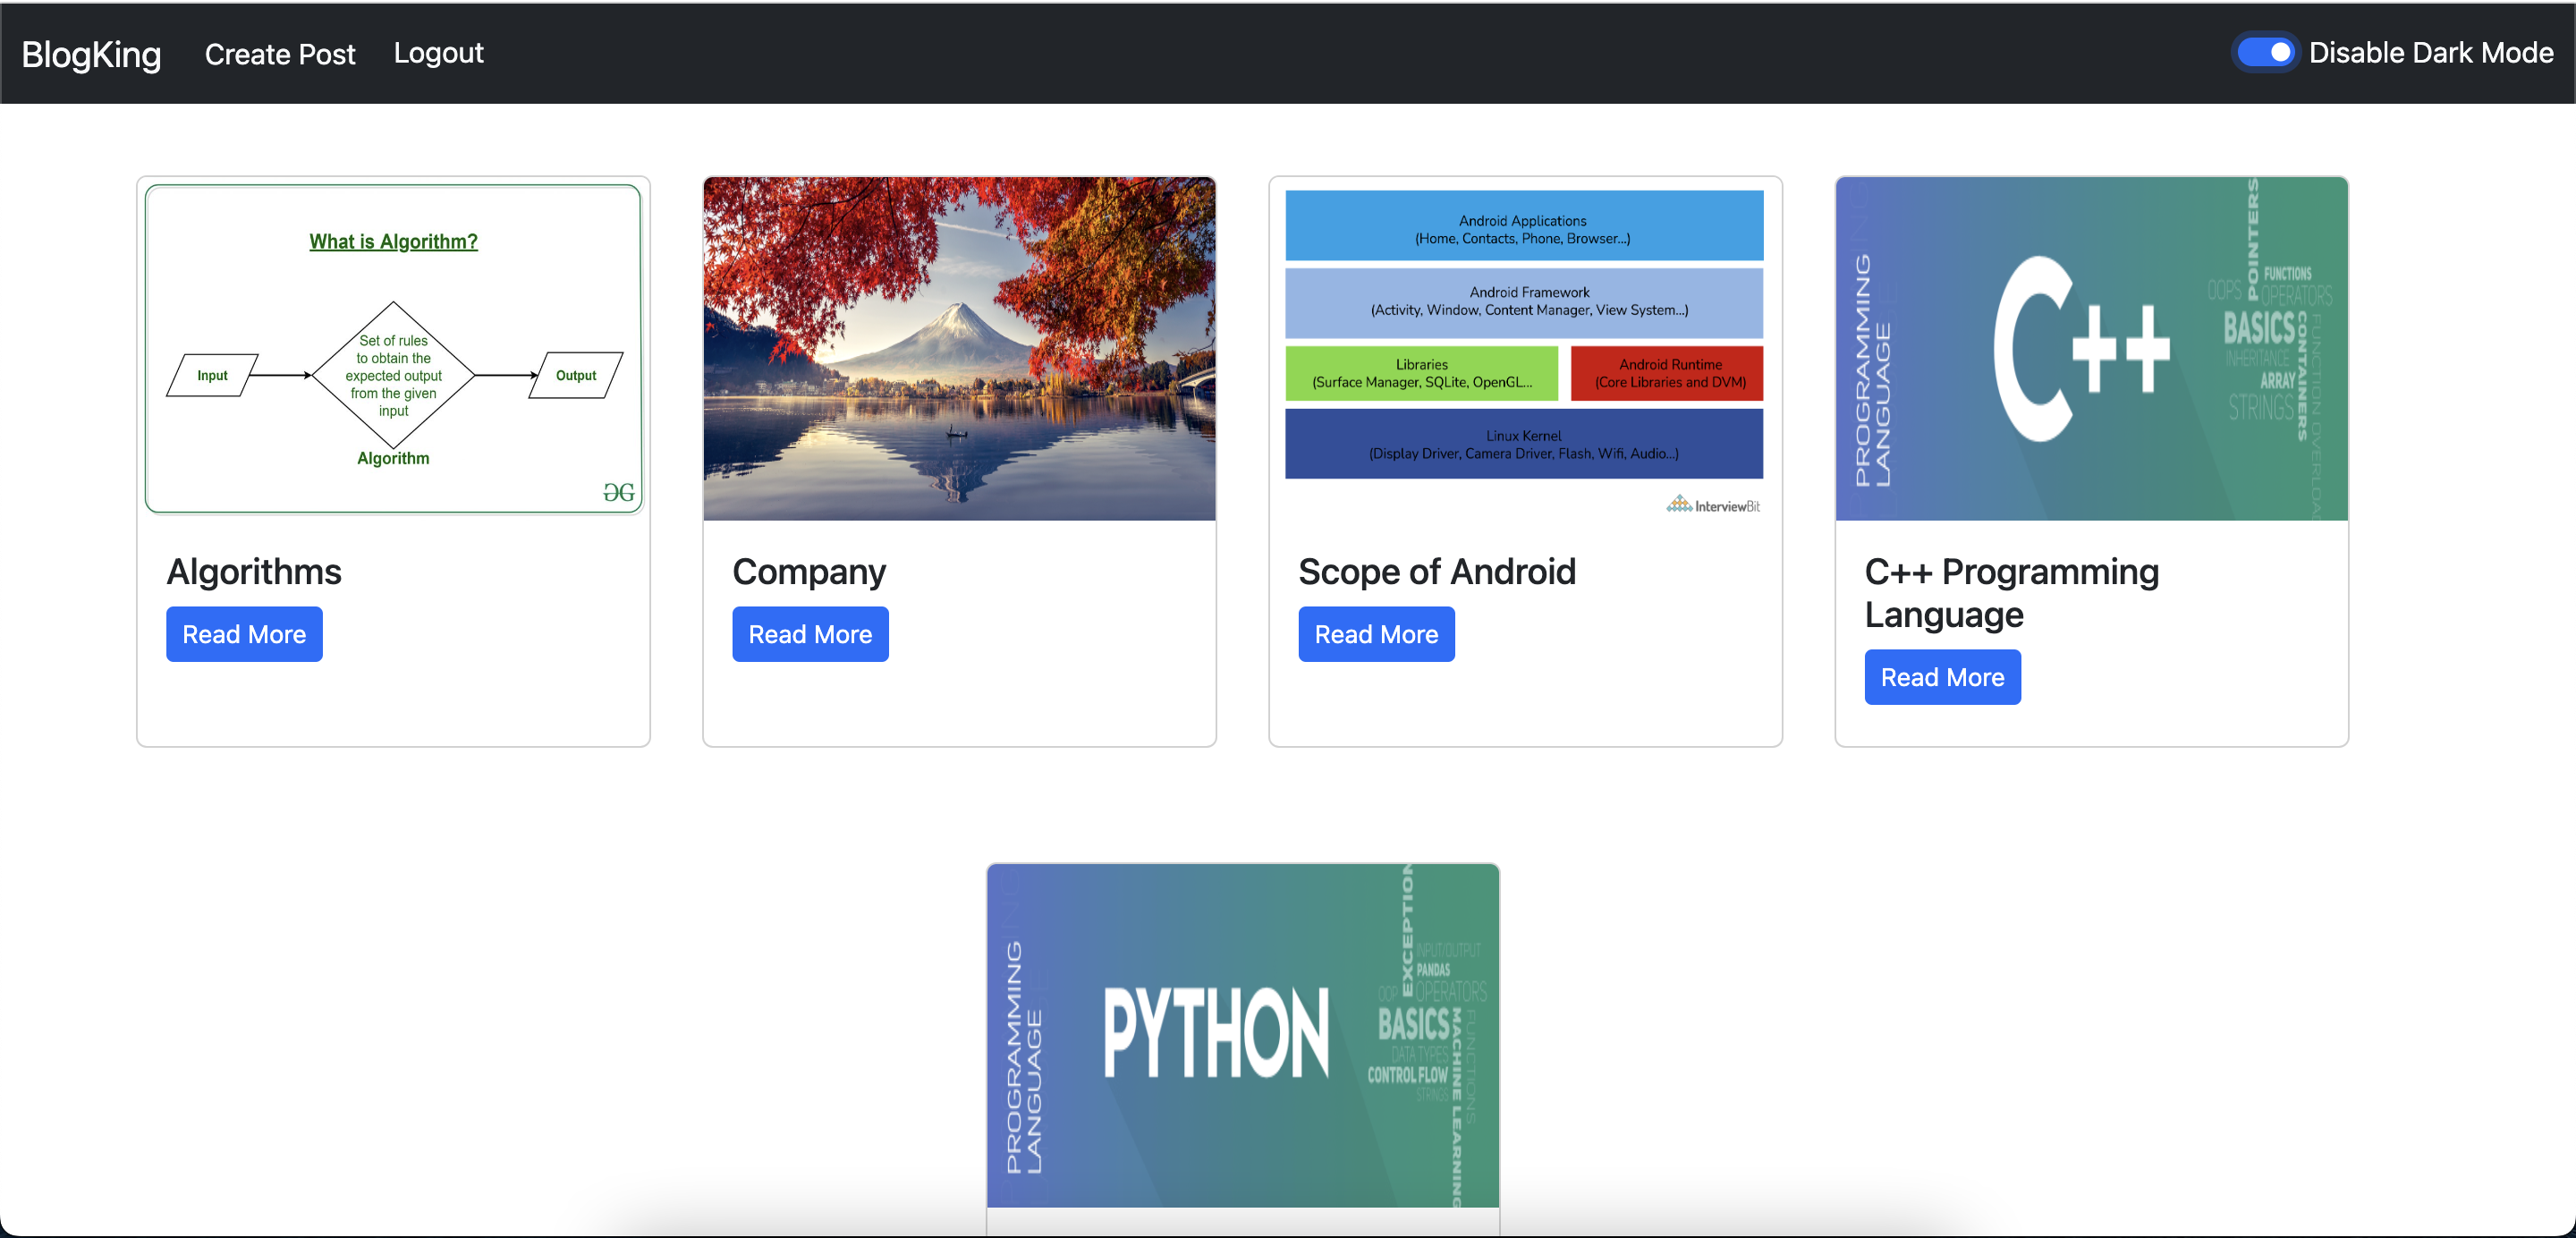 BlogKing
Create Post
Logout
Disable Dark Mode
What is Algorithm?
Input
Set of rules
to obtain the
expected output
from the given
input
Output
Algorithm
Android Applications
(Home, Contacts, Phone, Browser...)
Android Framework
(Activity, Window, Content Manager, View System...)
Libraries
(Surface Manager, SQLite, OpenGL...
Android Runtime
(Core Libraries and DVM)
Linux Kernel
(Display Driver, Camera Driver, Flash, Wifi, Audio...)
InterviewBit
PROGRAMMING
LANGUAGE
C++
POINTERS
FUNCTIONS
OOPS
OPERATORS
BASICS
INHERITANCE
ARRAY
STRINGS
CONTAINERS
Algorithms
Read More
Company
Read More
Scope of Android
Read More
C++ Programming
Language
Read More
PROGRAMMING
LANGUAGE
PYTHON
EXCEPTION
INPUT/OUTPUT
PANDAS
OOP
OPERATORS
BASICS
DATA TYPES
CONTROL FLOW
STRINGS
MACHINE LEARNING
FUNCTIONS